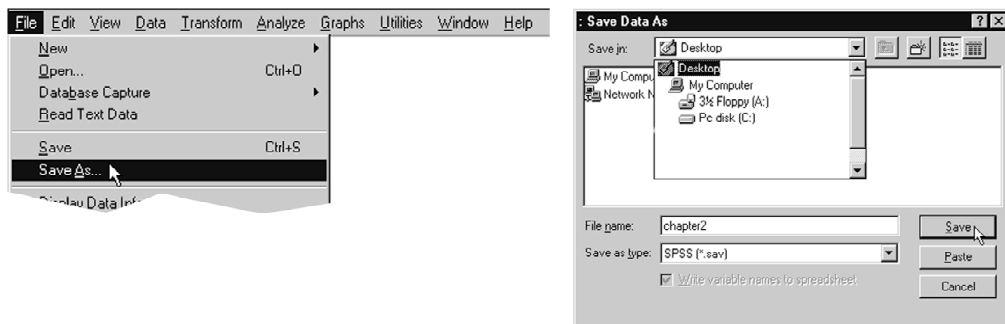 File Edit View Data Transform Analyze Graphs Utilities Window Help
New
Open... Ctrl+O
Database Capture
Read Text Data
Save Ctrl+S
Save As...
Display Data
: Save Data As
Save in: Desktop
Desktop
My Computer
3½ Floppy (A:)
Pc disk (C:)
My Compu
Network N
File name: chapter2 Save
Save as type: SPSS (*.sav) Paste
Write variable names to spreadsheet
Cancel